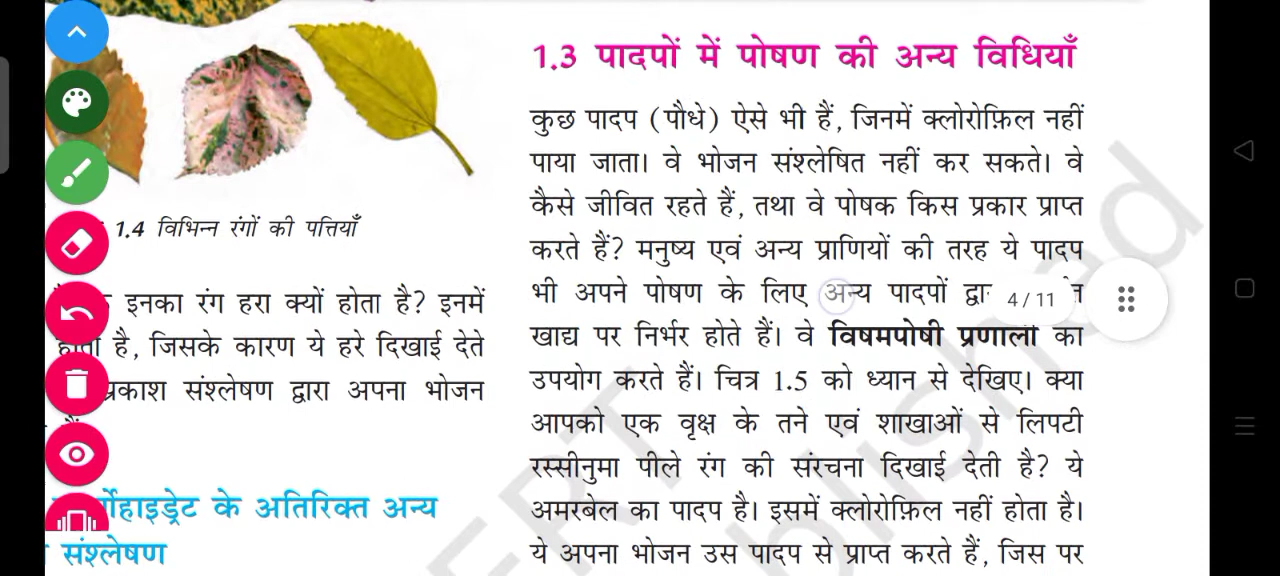 1.4 विभिन्न रंगों की पत्तियाँ
इनका रंग हरा क्यों होता है? इनमें
होता है, जिसके कारण ये हरे दिखाई देते
प्रकाश संश्लेषण द्वारा अपना भोजन
के अतिरिक्त अन्य
संश्लेषण
1.3 पादपों में पोषण की अन्य विधियाँ
कुछ पादप (पौधे) ऐसे भी हैं, जिनमें क्लोरोफ़िल नहीं
पाया जाता। वे भोजन संश्लेषित नहीं कर सकते। वे
कैसे जीवित रहते हैं, तथा वे पोषक किस प्रकार प्राप्त
करते हैं? मनुष्य एवं अन्य प्राणियों की तरह ये पादप
भी अपने पोषण के लिए अन्य पादपों
4 / 11
खाद्य पर निर्भर होते हैं। वे विषमपोषी प्रणाली का
उपयोग करते हैं। चित्र 1.5 को ध्यान से देखिए। क्या
आपको एक वृक्ष के तने एवं शाखाओं से लिपटी
रस्सीनुमा पीले रंग की संरचना दिखाई देती है? ये
अमरबेल का पादप है। इसमें क्लोरोफ़िल नहीं होता है।
ये अपना भोजन उस पादप से प्राप्त करते हैं, जिस पर